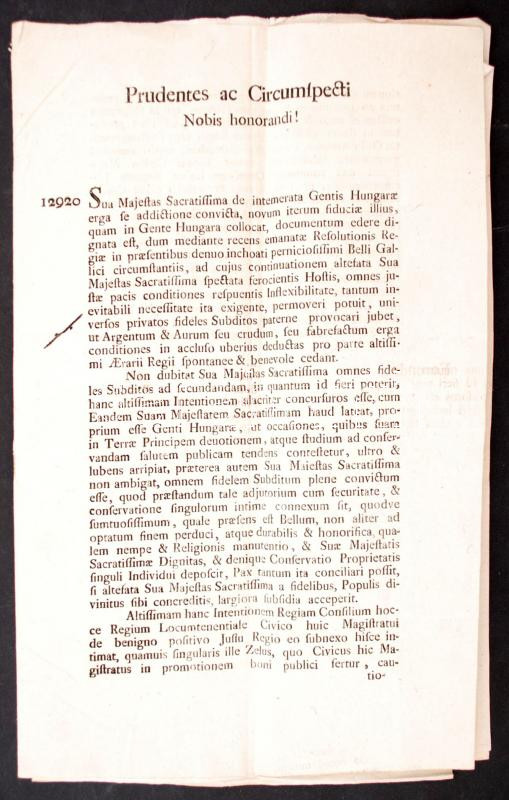 Prudentes ac Circumſpecti
Nobis honorandi!
12920 Sua Majeſtas Sacratiſſima de intemerata Gentis Hungaræ
erga ſe addictione convicta, novum iterum fiduciæ illius,
quam in Gente Hungara collocat, documentum edere di-
gnata eſt, dum mediante recens emanatæ Reſolutionis Re-
giæ in præſentibus denuo inchoati pernicioſiſſimi Belli Gal-
lici circumſtantiis, ad cujus continuationem altefata Sua
Majeſtas Sacratiſſima ſpectata ferocientis Hoſtis, omnes ju-
ſtæ pacis conditiones reſpuentis Inflexibilitate, tantum in-
evitabili neceſſitate ita exigente, permoveri potuit, uni-
verſos privatos fideles Subditos paterne provocari jubet,
ut Argentum & Aurum ſeu crudum, ſeu fabrefactum erga
conditiones in accluſo uberius deductas pro parte altiſſi-
mi Ærarii Regii ſpontanee & benevole cedant.
Non dubitat Sua Majeſtas Sacratiſſima omnes fide-
les Subditos ad ſecundandam, in quantum id fieri poterit,
hanc altiſſimam Intentionem alacriter concurſuros eſſe, cum
Eandem Suam Majeſtatem Sacratiſſimam haud lateat, pro-
prium eſſe Genti Hungaræ, ut occaſiones, quibus ſuam
in Terræ Principem deuotionem, atque ſtudium ad conſer-
vandam ſalutem publicam tendens conteſtetur, ultro &
lubens arripiat, præterea autem Sua Maieſtas Sacratiſſima
non ambigat, omnem fidelem Subditum plene convictum
eſſe, quod præſtandum tale adjutorium cum ſecuritate, &
conſervatione ſingulorum intime connexum ſit, quodve
ſumtuoſiſſimum, quale præſens eſt Bellum, non aliter ad
optatum finem perduci, atque durabilis & honorifica, qua-
lem nempe & Religionis manutentio, & Suæ Majeſtatis
Sacratiſſimæ Dignitas, & denique Conſervatio Proprietatis
ſinguli Individui depoſcit, Pax tantum ita conciliari poſſit,
ſi altefata Sua Majeſtas Sacratiſſima a fidelibus, Populis di-
vinitus ſibi concreditis, largiora ſubſidia acceperit.
Altiſſimam hanc Intentionem Regiam Conſilium hoc-
ce Regium Locumtenentiale Civico huic Magiſtratui
de benigno poſitivo Juſſu Regio eo ſubnexo hiſce in-
timat, quamuis ſingularis ille Zelus, quo Civicus hic Ma-
giſtratus in promotionem boni publici fertur, cau-
tio-